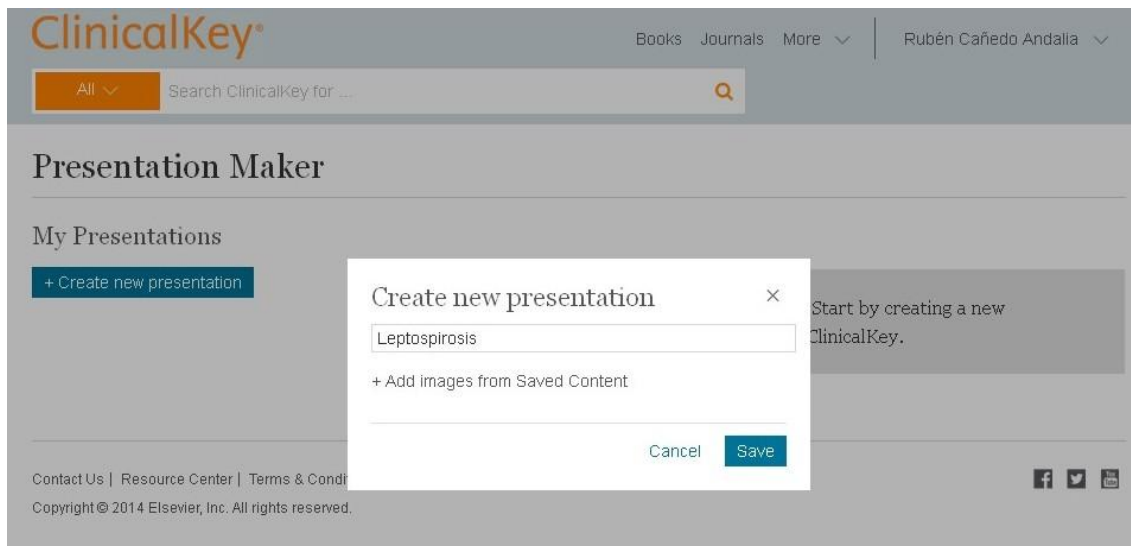 ClinicalKey®
Books Journals More Rubén Cañedo Andalia
All Search ClinicalKey for ...
Presentation Maker
My Presentations
+ Create new presentation
Create new presentation ×
Leptospirosis
+ Add images from Saved Content
Cancel Save
Start by creating a new
ClinicalKey.
Contact Us | Resource Center | Terms & Condi
Copyright © 2014 Elsevier, Inc. All rights reserved.